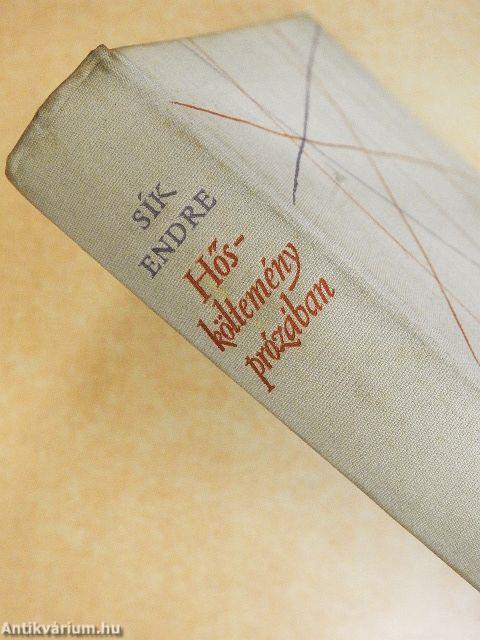 SÍK
ENDRE
Hős-
költemény
prózában
Antikvárium.hu